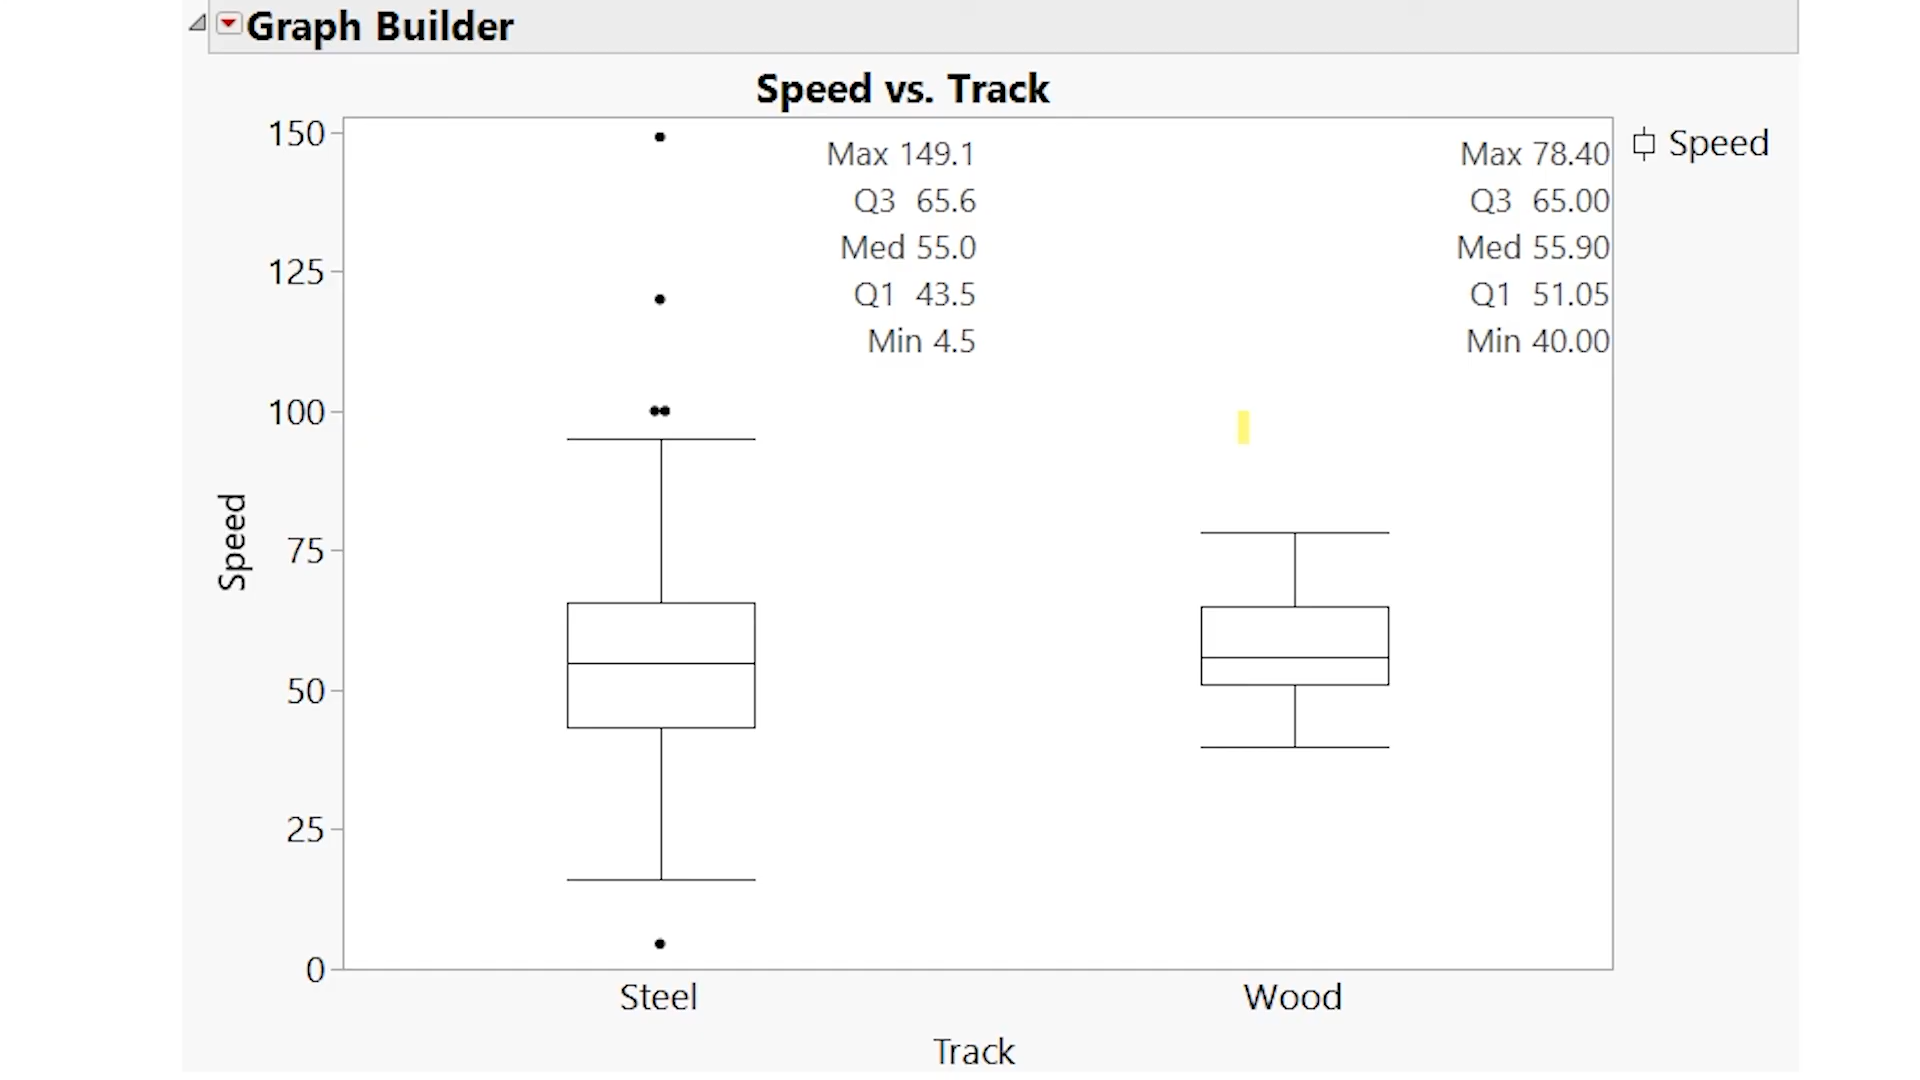 Graph Builder
Speed vs. Track
150
125
100
75
50
25
0
Speed
Max 149.1
Q3 65.6
Med 55.0
Q1 43.5
Min 4.5
Max 78.40
Q3 65.00
Med 55.90
Q1 51.05
Min 40.00
Speed
Steel
Wood
Track